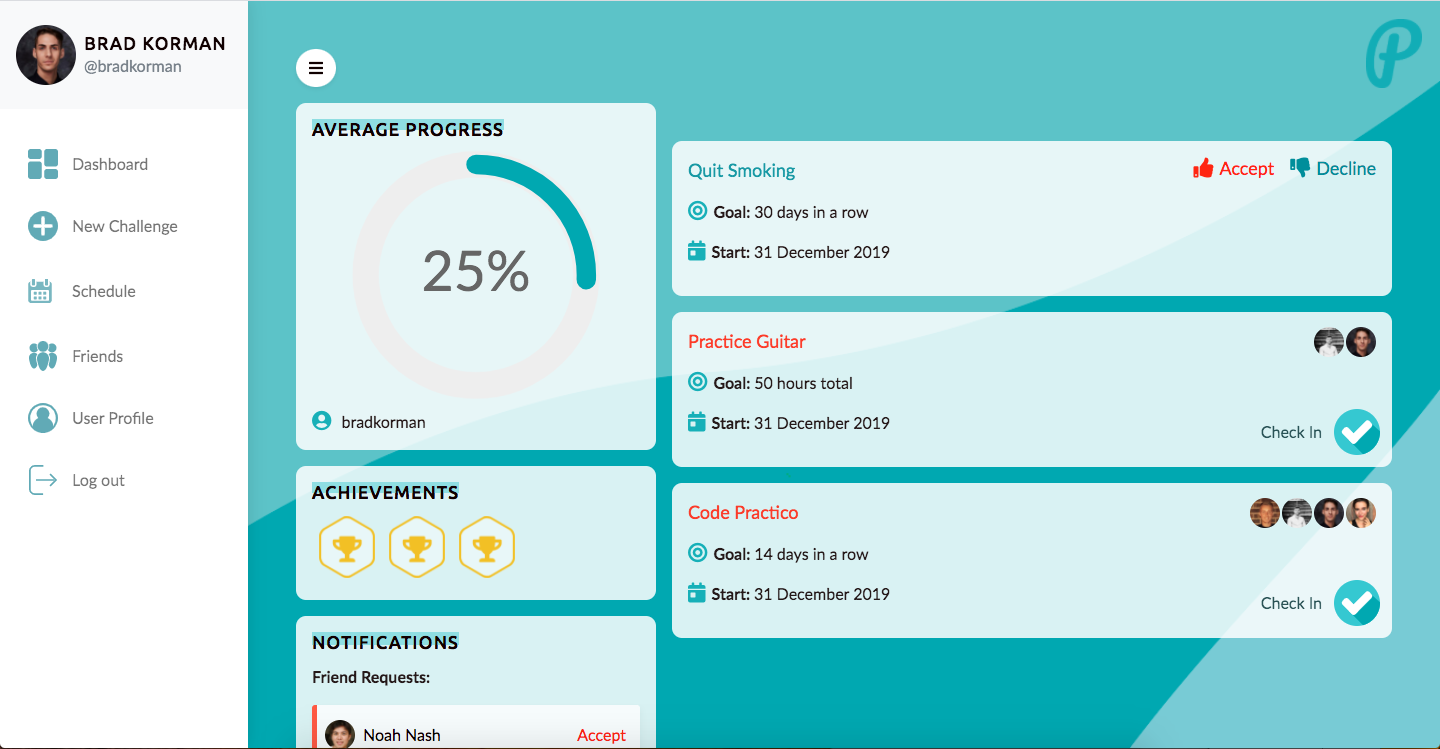 BRAD KORMAN
@bradkorman
Dashboard
New Challenge
Schedule
Friends
User Profile
Log out
AVERAGE PROGRESS
25%
bradkorman
ACHIEVEMENTS
NOTIFICATIONS
Friend Requests:
Noah Nash Accept
P
Quit Smoking Accept Decline
Goal: 30 days in a row
Start: 31 December 2019
Practice Guitar
Goal: 50 hours total
Start: 31 December 2019
Check In
Code Practico
Goal: 14 days in a row
Start: 31 December 2019
Check In